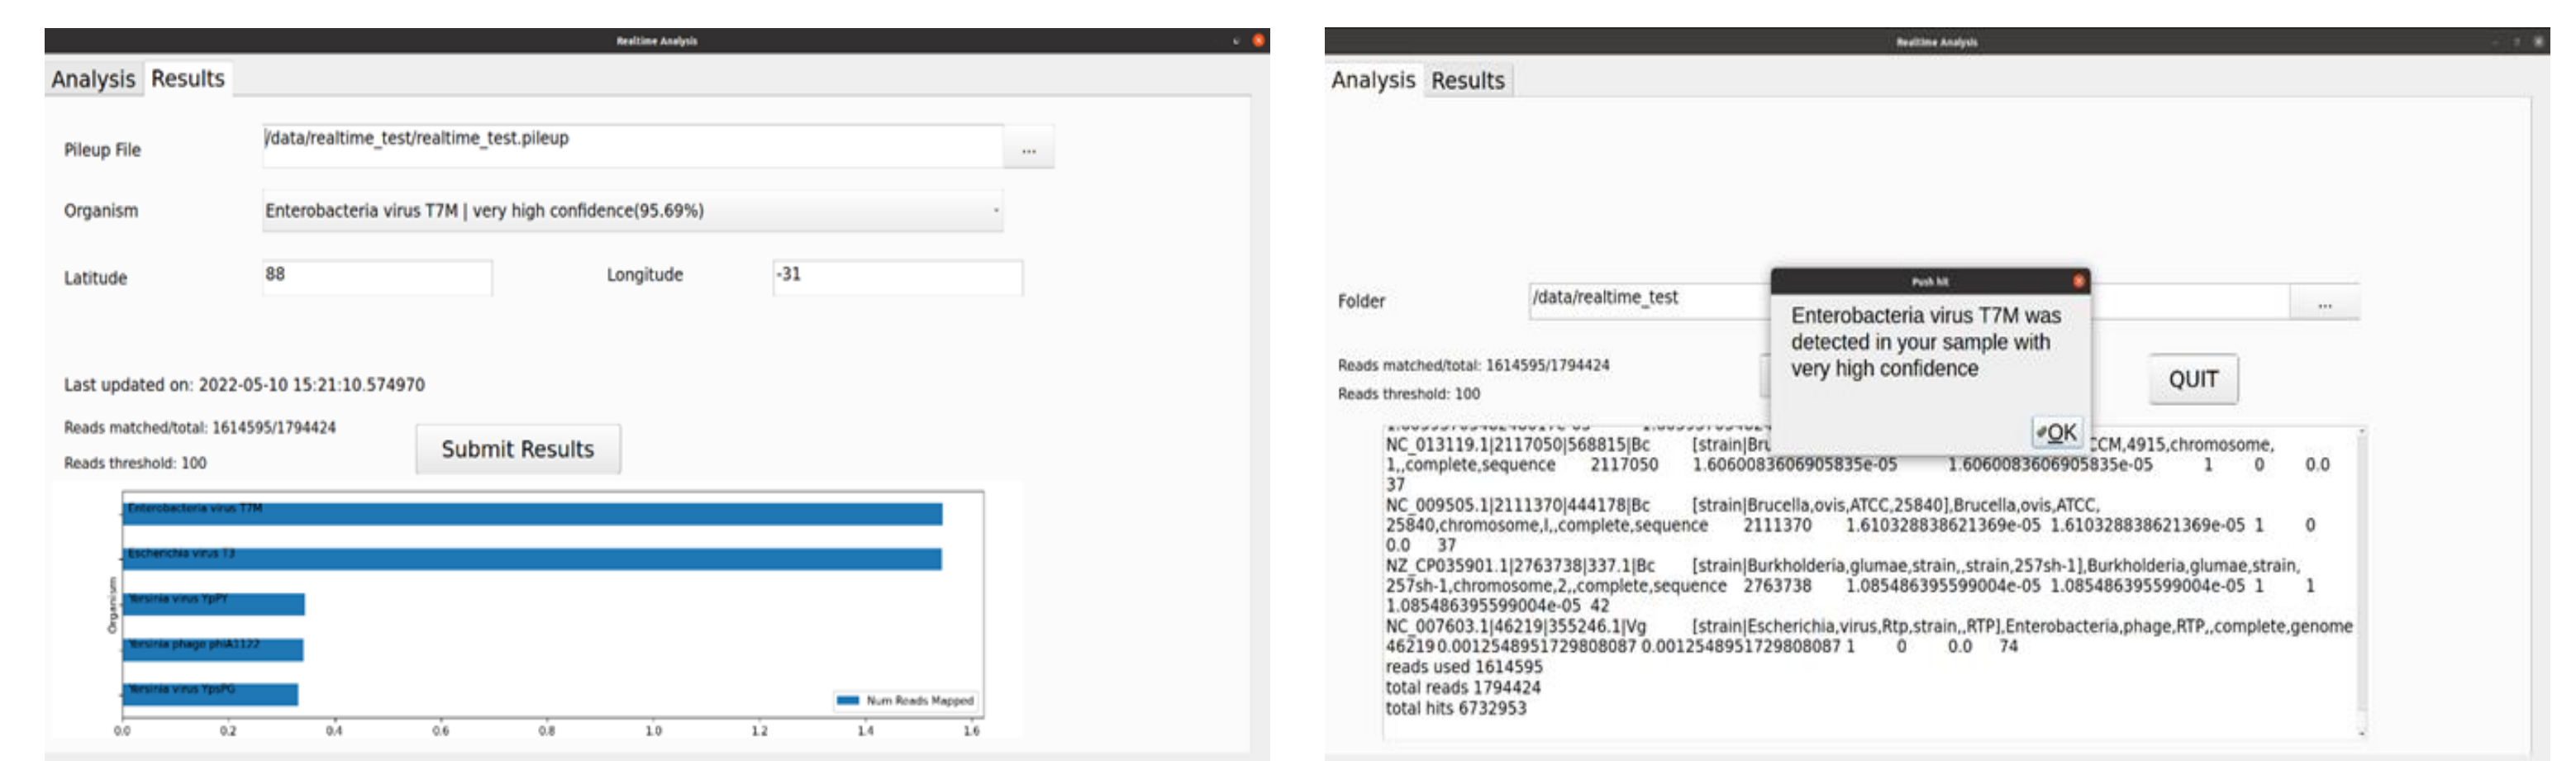 Realtime Analysis
Analysis Results
Pileup File
/data/realtime_test/realtime_test.pileup
...
Organism
Enterobacteria virus T7M | very high confidence(95.69%)
Latitude
88
Longitude
-31
Last updated on: 2022-05-10 15:21:10.574970
Reads matched/total: 1614595/1794424
Reads threshold: 100
Submit Results
Organism
Enterobacteria virus T7M
Escherichia virus T3
Yersinia virus YpPY
Yersinia phage phiA1122
Yersinia virus YpsPG
Num Reads Mapped
0.0 0.2 0.4 0.6 0.8 1.0 1.2 1.4 1.6
Realtime Analysis
Analysis Results
Folder
/data/realtime_test
...
Push hit
Enterobacteria virus T7M was
detected in your sample with
very high confidence
OK
Reads matched/total: 1614595/1794424
Reads threshold: 100
QUIT
NC_013119.1|2117050|568815|Bc [strain|Bru CCM,4915,chromosome,
1,,complete,sequence 2117050 1.6060083606905835e-05 1.6060083606905835e-05 1 0 0.0
37
NC_009505.1|2111370|444178|Bc [strain|Brucella,ovis,ATCC,25840],Brucella,ovis,ATCC,
25840,chromosome,I,,complete,sequence 2111370 1.610328838621369e-05 1.610328838621369e-05 1 0
0.0 37
NZ_CP035901.1|2763738|337.1|Bc [strain|Burkholderia,glumae,strain,,strain,257sh-1],Burkholderia,glumae,strain,
257sh-1,chromosome,2,,complete,sequence 2763738 1.085486395599004e-05 1.085486395599004e-05 1 1
1.085486395599004e-05 42
NC_007603.1|46219|355246.1|Vg [strain|Escherichia,virus,Rtp,strain,,RTP],Enterobacteria,phage,RTP,,complete,genome
46219 0.0012548951729808087 0.0012548951729808087 1 0 0.0 74
reads used 1614595
total reads 1794424
total hits 6732953